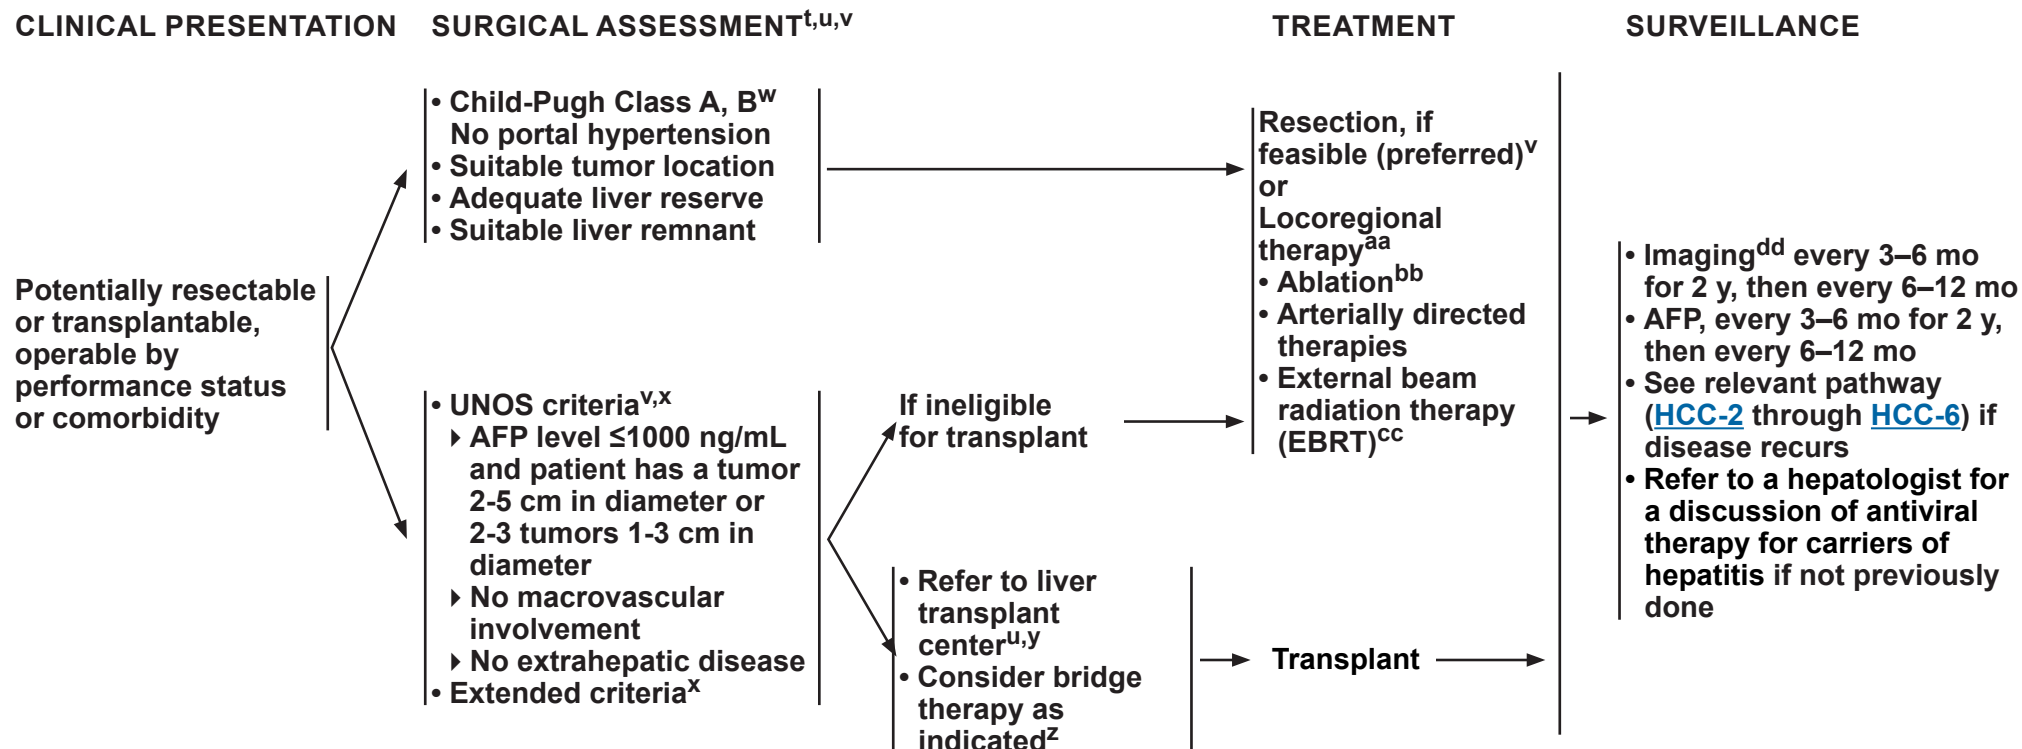 CLINICAL PRESENTATION
SURGICAL ASSESSMENTt,u,v
TREATMENT
SURVEILLANCE
Potentially resectable
or transplantable,
operable by
performance status
or comorbidity
• Child-Pugh Class A, Bw
No portal hypertension
• Suitable tumor location
• Adequate liver reserve
• Suitable liver remnant
• UNOS criteriav,x
▸ AFP level ≤1000 ng/mL
and patient has a tumor
2-5 cm in diameter or
2-3 tumors 1-3 cm in
diameter
▸ No macrovascular
involvement
▸ No extrahepatic disease
• Extended criteriax
If ineligible
for transplant
• Refer to liver
transplant
centeru,y
• Consider bridge
therapy as
indicatedz
Resection, if
feasible (preferred)v
or
Locoregional
therapyaa
• Ablationbb
• Arterially directed
therapies
• External beam
radiation therapy
(EBRT)cc
Transplant
• Imagingdd every 3–6 mo
for 2 y, then every 6–12 mo
• AFP, every 3–6 mo for 2 y,
then every 6–12 mo
• See relevant pathway
(HCC-2 through HCC-6) if
disease recurs
• Refer to a hepatologist for
a discussion of antiviral
therapy for carriers of
hepatitis if not previously
done